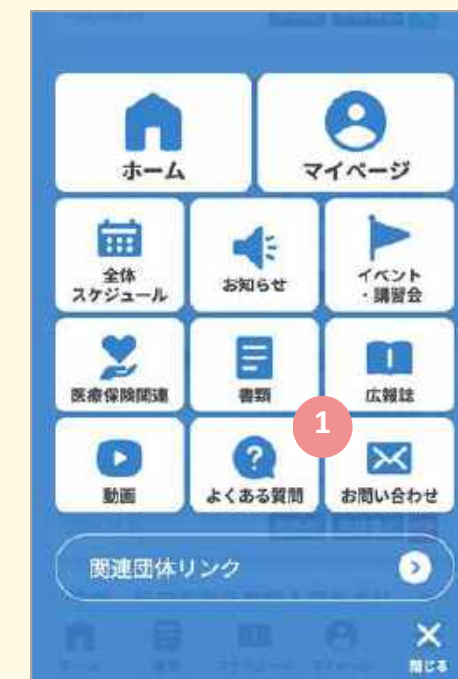 ホーム
マイページ
全体
スケジュール
お知らせ
イベント
・講習会
医療保険関連
書類
広報誌
1
動画
よくある質問
お問い合わせ
関連団体リンク
閉じる